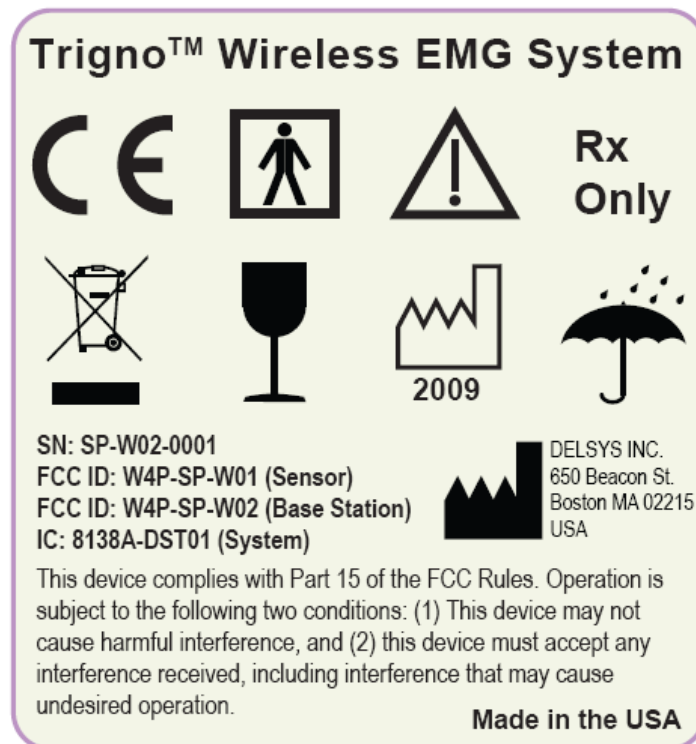 Trigno™ Wireless EMG System
CE
Rx
Only
2009
SN: SP-W02-0001
FCC ID: W4P-SP-W01 (Sensor)
FCC ID: W4P-SP-W02 (Base Station)
IC: 8138A-DST01 (System)
DELSYS INC.
650 Beacon St.
Boston MA 02215
USA
This device complies with Part 15 of the FCC Rules. Operation is
subject to the following two conditions: (1) This device may not
cause harmful interference, and (2) this device must accept any
interference received, including interference that may cause
undesired operation.
Made in the USA